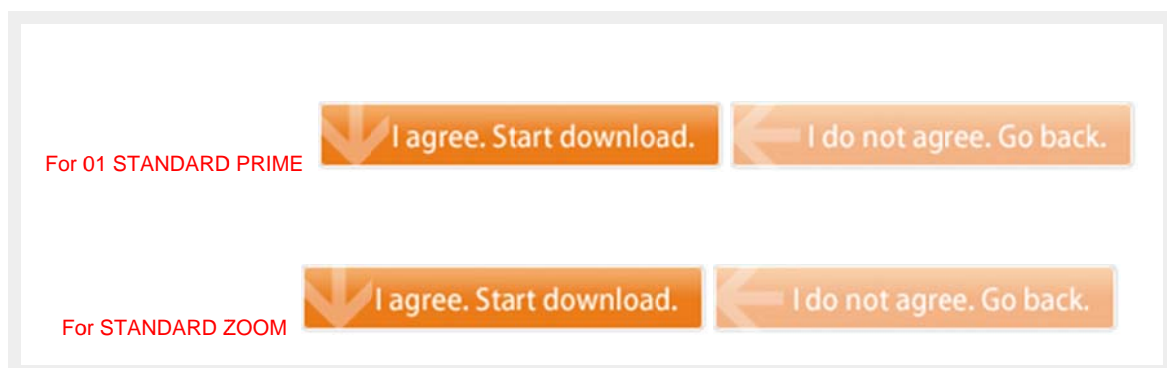 For 01 STANDARD PRIME I agree. Start download. I do not agree. Go back.
For STANDARD ZOOM I agree. Start download. I do not agree. Go back.